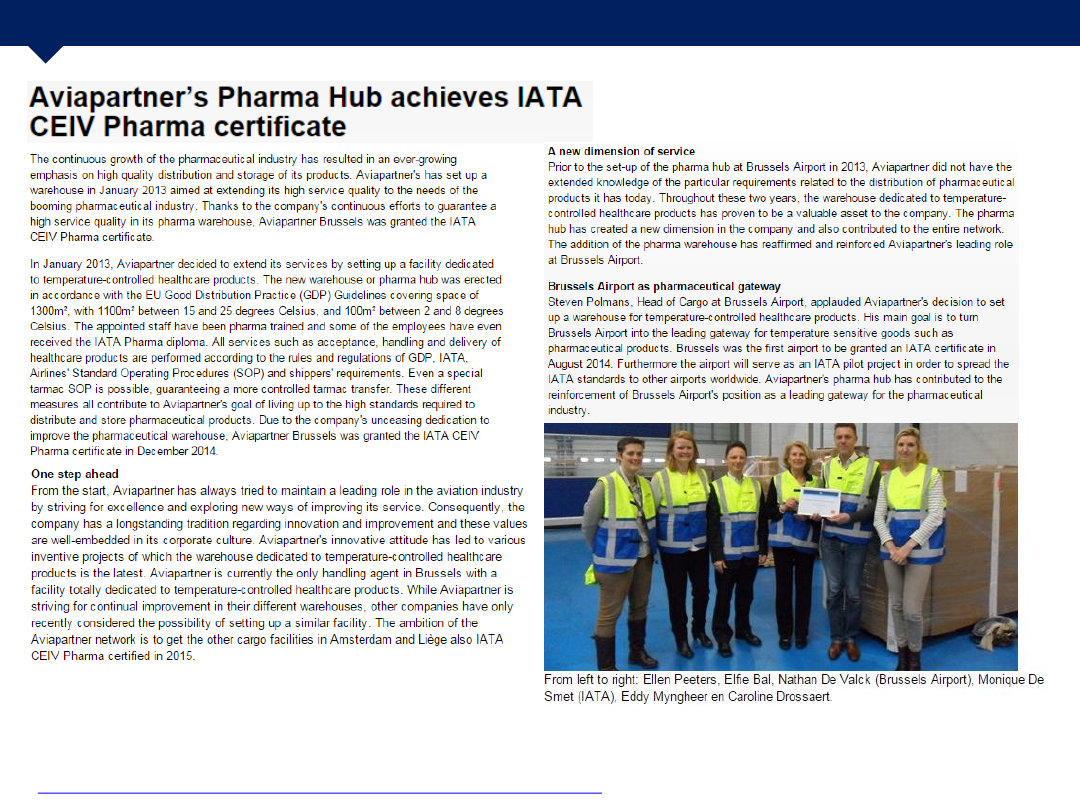 Aviapartner's Pharma Hub achieves IATA
CEIV Pharma certificate
The continuous growth of the pharmaceutical industry has resulted in an ever-growing
emphasis on high quality distribution and storage of its products. Aviapartner's has set up a
warehouse in January 2013 aimed at extending its high service quality to the needs of the
booming pharmaceutical industry. Thanks to the company's continuous efforts to guarantee a
high service quality in its pharma warehouse, Aviapartner Brussels was granted the IATA
CEIV Pharma certificate.
In January 2013, Aviapartner decided to extend its services by setting up a facility dedicated
to temperature-controlled healthcare products. The new warehouse or pharma hub was erected
in accordance with the EU Good Distribution Practice (GDP) Guidelines covering space of
1300m², with 1100m² between 15 and 25 degrees Celsius, and 100m² between 2 and 8 degrees
Celsius. The appointed staff have been pharma trained and some of the employees have even
received the IATA Pharma diploma. All services such as acceptance, handling and delivery of
healthcare products are performed according to the rules and regulations of GDP, IATA,
Airlines' Standard Operating Procedures (SOP) and shippers' requirements. Even a special
tarmac SOP is possible, guaranteeing a more controlled tarmac transfer. These different
measures all contribute to Aviapartner's goal of living up to the high standards required to
distribute and store pharmaceutical products. Due to the company's unceasing dedication to
improve the pharmaceutical warehouse, Aviapartner Brussels was granted the IATA CEIV
Pharma certificate in December 2014.
One step ahead
From the start, Aviapartner has always tried to maintain a leading role in the aviation industry
by striving for excellence and exploring new ways of improving its service. Consequently, the
company has a longstanding tradition regarding innovation and improvement and these values
are well-embedded in its corporate culture. Aviapartner's innovative attitude has led to various
inventive projects of which the warehouse dedicated to temperature-controlled healthcare
products is the latest. Aviapartner is currently the only handling agent in Brussels with a
facility totally dedicated to temperature-controlled healthcare products. While Aviapartner is
striving for continual improvement in their different warehouses, other companies have only
recently considered the possibility of setting up a similar facility. The ambition of the
Aviapartner network is to get the other cargo facilities in Amsterdam and Liège also IATA
CEIV Pharma certified in 2015.
A new dimension of service
Prior to the set-up of the pharma hub at Brussels Airport in 2013, Aviapartner did not have the
extended knowledge of the particular requirements related to the distribution of pharmaceutical
products it has today. Throughout these two years, the warehouse dedicated to temperature-
controlled healthcare products has proven to be a valuable asset to the company. The pharma
hub has created a new dimension in the company and also contributed to the entire network.
The addition of the pharma warehouse has reaffirmed and reinforced Aviapartner's leading role
at Brussels Airport.
Brussels Airport as pharmaceutical gateway
Steven Polmans, Head of Cargo at Brussels Airport, applauded Aviapartner's decision to set
up a warehouse for temperature-controlled healthcare products. His main goal is to turn
Brussels Airport into the leading gateway for temperature sensitive goods such as
pharmaceutical products. Brussels was the first airport to be granted an IATA certificate in
August 2014. Furthermore the airport will serve as an IATA pilot project in order to spread the
IATA standards to other airports worldwide. Aviapartner's pharma hub has contributed to the
reinforcement of Brussels Airport's position as a leading gateway for the pharmaceutical
industry.
From left to right: Ellen Peeters, Elfie Bal, Nathan De Valck (Brussels Airport), Monique De
Smet (IATA), Eddy Myngheer en Caroline Drossaert.